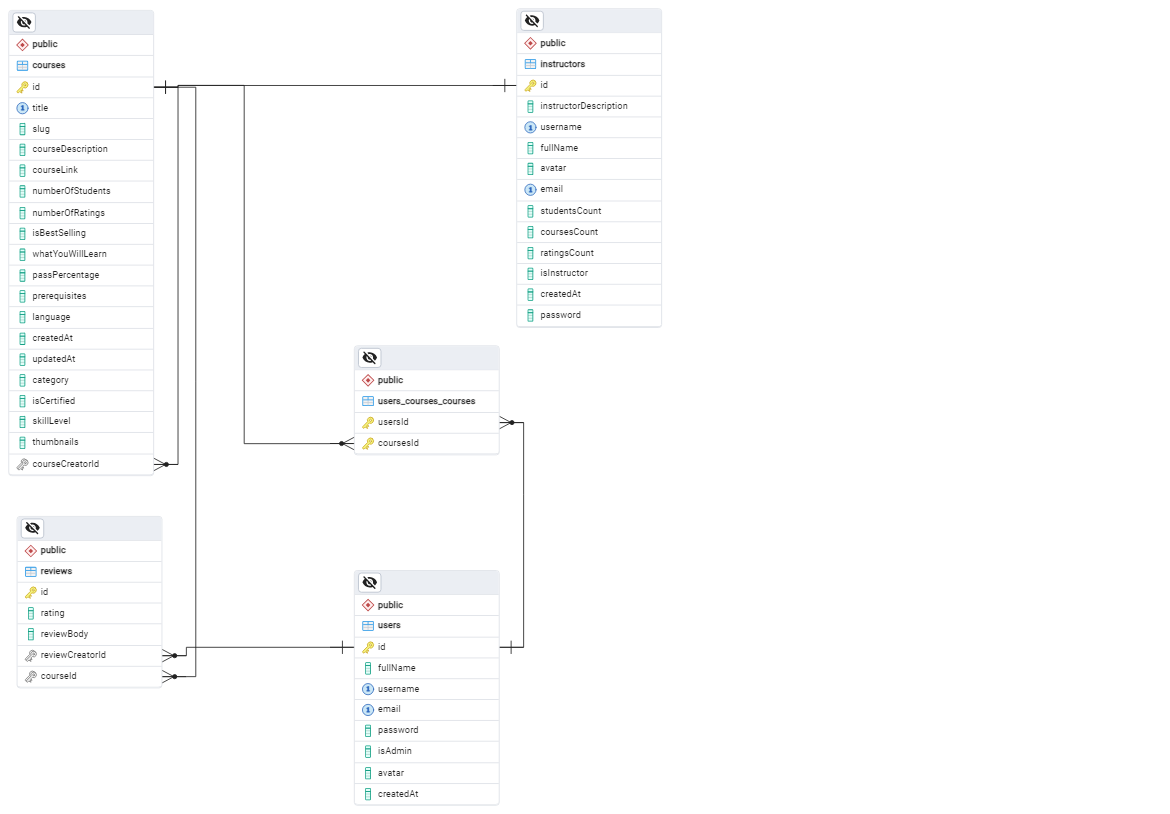 public
courses
id
title
slug
courseDescription
courseLink
numberOfStudents
numberOfRatings
isBestSelling
whatYouWillLearn
passPercentage
prerequisites
language
createdAt
updatedAt
category
isCertified
skillLevel
thumbnails
courseCreatorId
public
instructors
id
instructorDescription
username
fullName
avatar
email
studentsCount
coursesCount
ratingsCount
isInstructor
createdAt
password
public
users_courses_courses
usersId
coursesId
public
reviews
id
rating
reviewBody
reviewCreatorId
courseId
public
users
id
fullName
username
email
password
isAdmin
avatar
createdAt